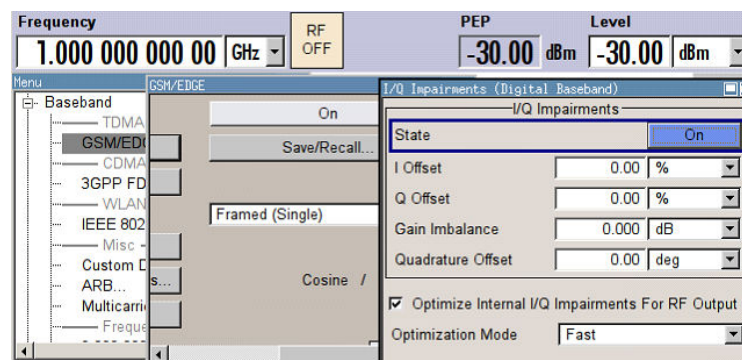 Frequency
RF
OFF
PEP
Level
1.000 000 000 00 GHz
-30.00 dBm
-30.00 dBm
Menu
Baseband
TDMA
GSM/ED
CDMA
3GPP FD
WLAN
IEEE 802
Misc
Custom D
ARB...
Multicarri
Freque
GSM/EDGE
On
Save/Recall...
Framed (Single)
s...
Cosine /
I/Q Impairments (Digital Baseband)
I/Q Impairments
State On
I Offset 0.00 %
Q Offset 0.00 %
Gain Imbalance 0.000 dB
Quadrature Offset 0.00 deg
Optimize Internal I/Q Impairments For RF Output
Optimization Mode Fast